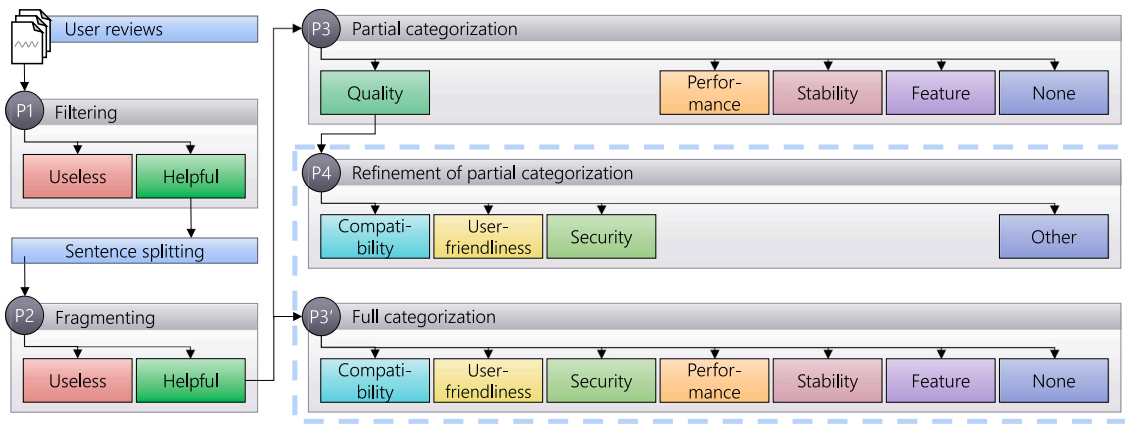 User reviews
P1
Filtering
Useless
Helpful
Sentence splitting
P2
Fragmenting
Useless
Helpful
P3
Partial categorization
Quality
Perfor-
mance
Stability
Feature
None
P4
Refinement of partial categorization
Compati-
bility
User-
friendliness
Security
Other
P3'
Full categorization
Compati-
bility
User-
friendliness
Security
Perfor-
mance
Stability
Feature
None